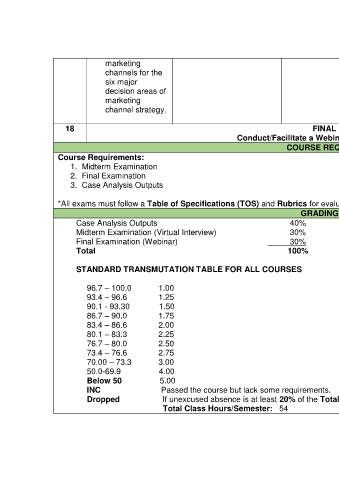 marketing
channels for the
six major
decision areas of
marketing
channel strategy.
18 FINAL
Conduct/Facilitate a Webin
COURSE REQ
Course Requirements:
1. Midterm Examination
2. Final Examination
3. Case Analysis Outputs
*All exams must follow a Table of Specifications (TOS) and Rubrics for evalu
GRADING
Case Analysis Outputs 40%
Midterm Examination (Virtual Interview) 30%
Final Examination (Webinar) 30%
Total 100%
STANDARD TRANSMUTATION TABLE FOR ALL COURSES
96.7 – 100.0 1.00
93.4 – 96.6 1.25
90.1 - 93.30 1.50
86.7 – 90.0 1.75
83.4 – 86.6 2.00
80.1 – 83.3 2.25
76.7 – 80.0 2.50
73.4 – 76.6 2.75
70.00 – 73.3 3.00
50.0-69.9 4.00
Below 50 5.00
INC Passed the course but lack some requirements.
Dropped If unexcused absence is at least 20% of the Total
Total Class Hours/Semester: 54